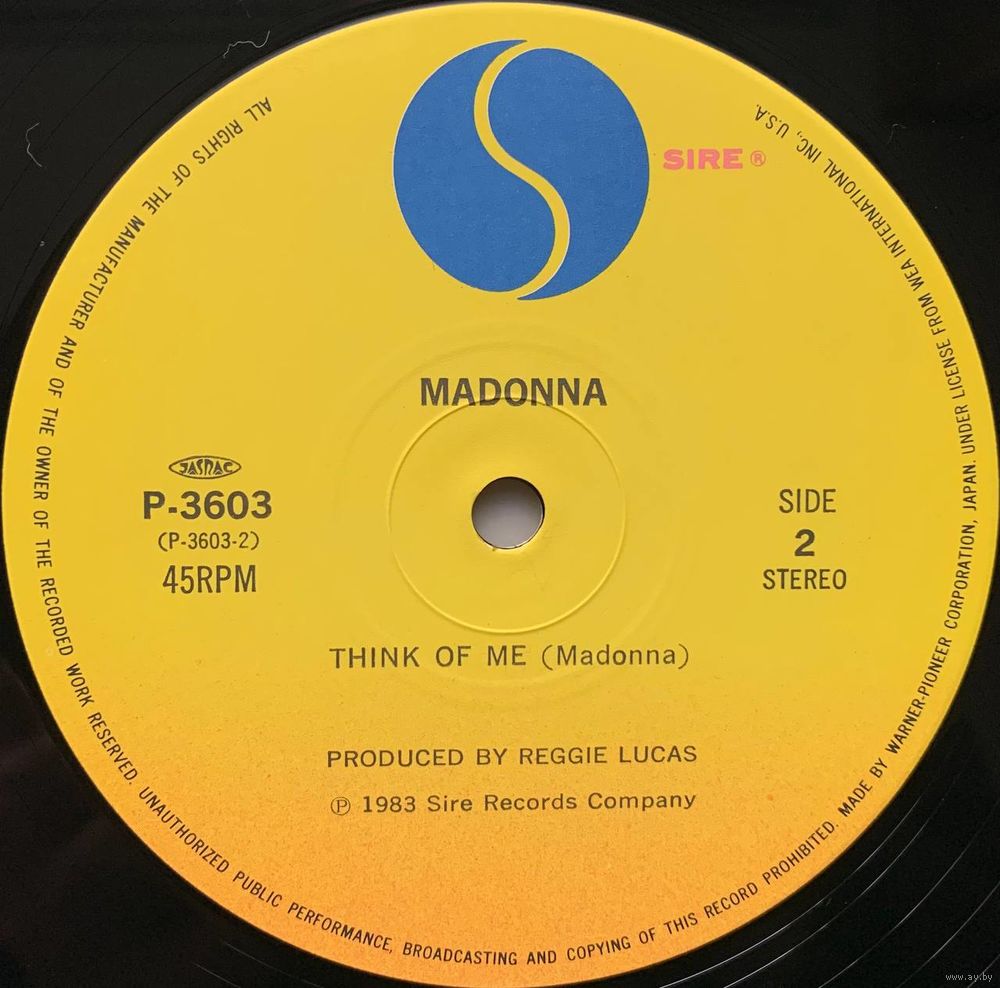 SIRE ®
MADONNA
JASRAC
P-3603
(P-3603-2)
45RPM
SIDE
2
STEREO
THINK OF ME (Madonna)
PRODUCED BY REGGIE LUCAS
Ⓟ 1983 Sire Records Company
ALL RIGHTS OF THE MANUFACTURER AND OF THE OWNER OF THE RECORDED WORK RESERVED. UNAUTHORIZED PUBLIC PERFORMANCE, BROADCASTING AND COPYING OF THIS RECORD PROHIBITED. MADE BY WARNER-PIONEER CORPORATION, JAPAN. UNDER LICENSE FROM WEA INTERNATIONAL INC., U.S.A.
www.ay.by